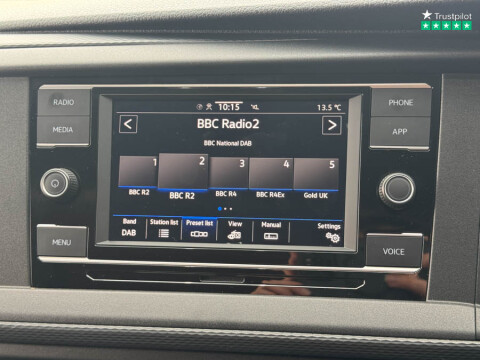 Trustpilot
RADIO
MEDIA
MENU
10:15
13.5 °C
BBC Radio2
BBC National DAB
1 2 3 4 5
BBC R2 BBC R2 BBC R4 BBC R4Ex Gold UK
Band Station list Preset list View Manual Settings
DAB
PHONE
APP
VOICE